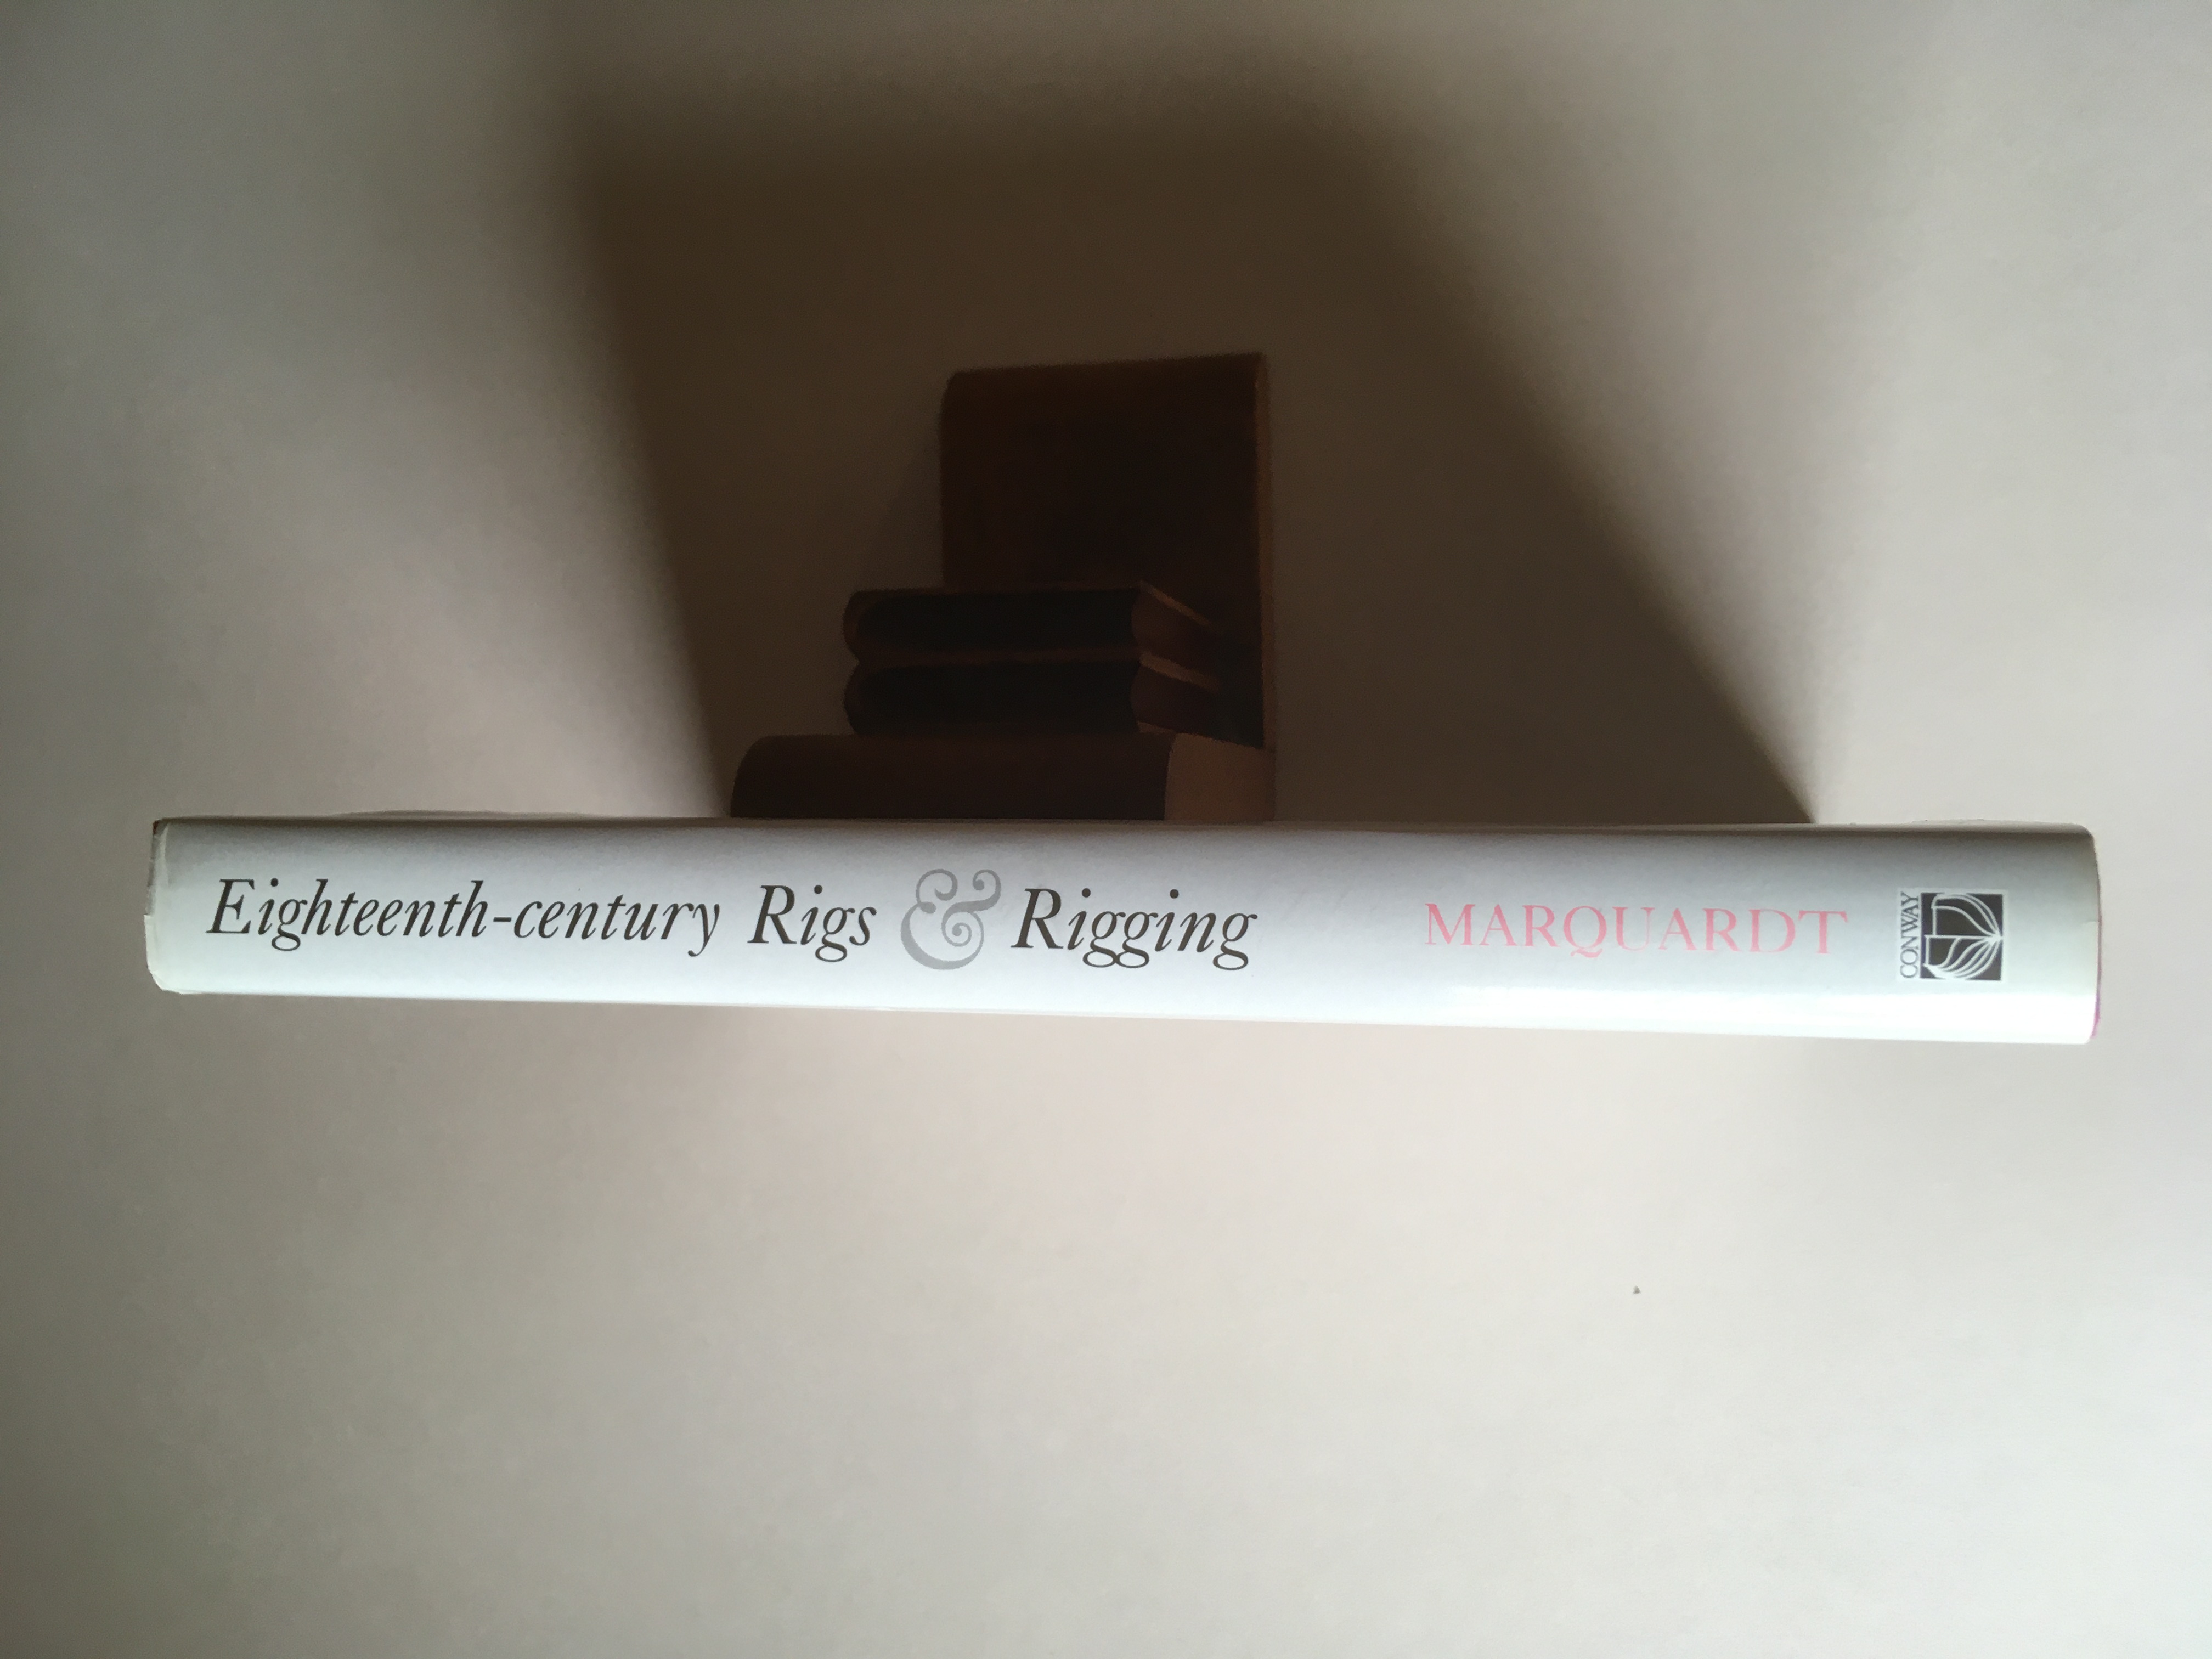 Eighteenth-century Rigs & Rigging MARQUARDT
CONWAY